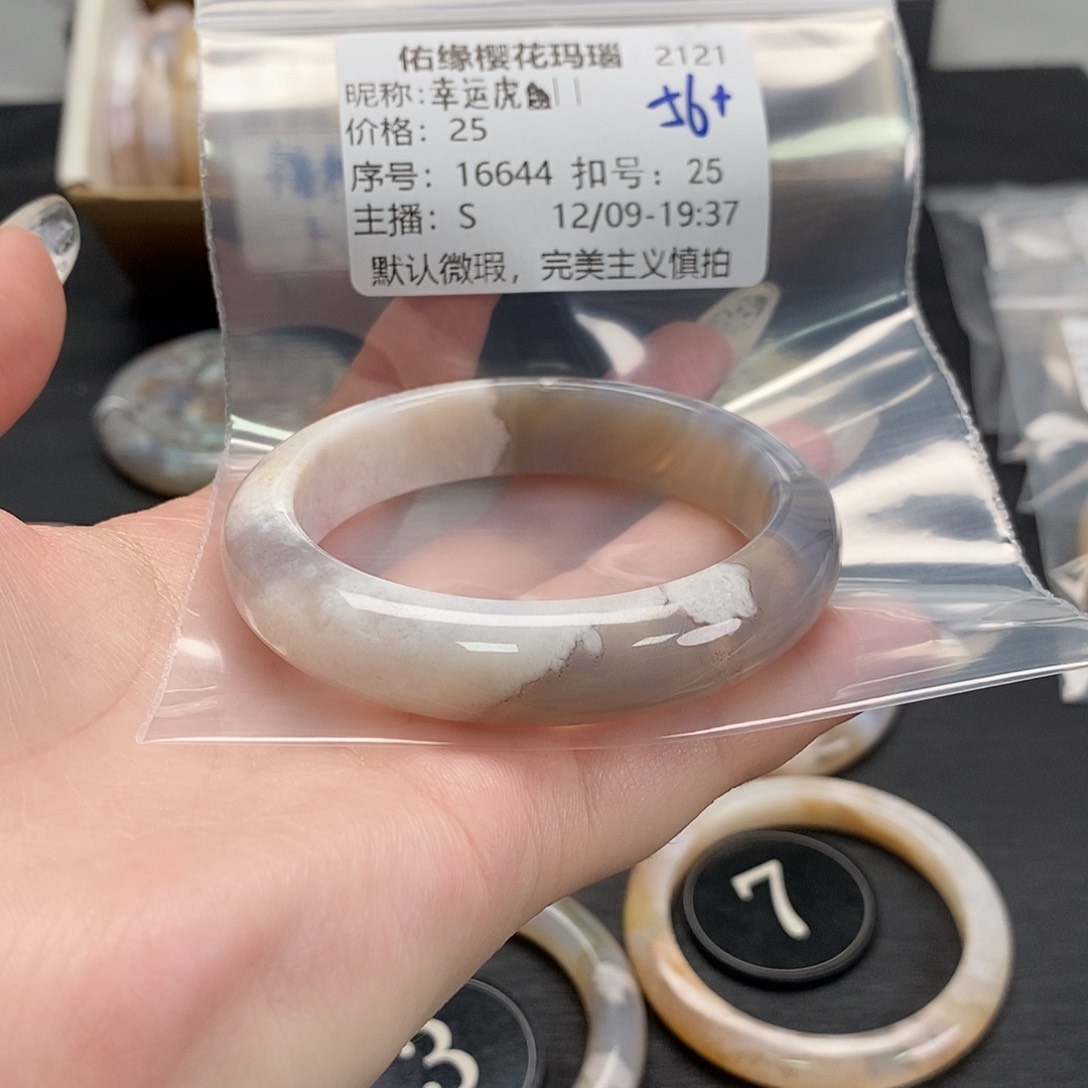 佑缘樱花玛瑙 2121
昵称:幸运虎
56+
价格: 25
序号: 16644 扣号: 25
主播: S 12/09-19:37
默认微瑕，完美主义慎拍
7
3